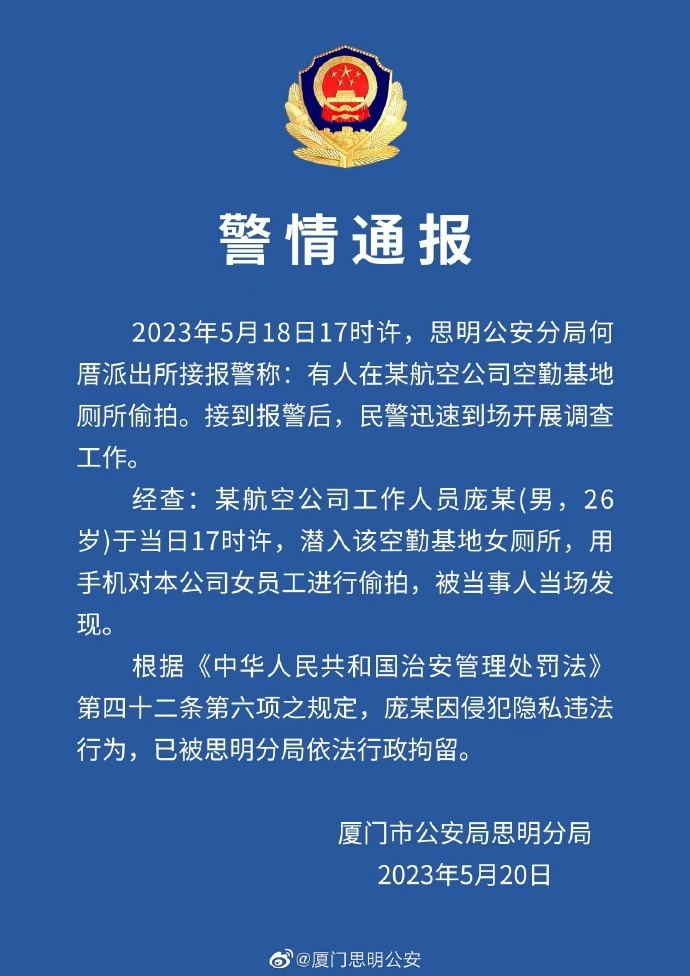 警情通报
2023年5月18日17时许，思明公安分局何
厝派出所接报警称：有人在某航空公司空勤基地
厕所偷拍。接到报警后，民警迅速到场开展调查
工作。
经查：某航空公司工作人员庞某(男，26
岁)于当日17时许，潜入该空勤基地女厕所，用
手机对本公司女员工进行偷拍，被当事人当场发
现。
根据《中华人民共和国治安管理处罚法》
第四十二条第六项之规定，庞某因侵犯隐私违法
行为，已被思明分局依法行政拘留。
厦门市公安局思明分局
2023年5月20日
@厦门思明公安